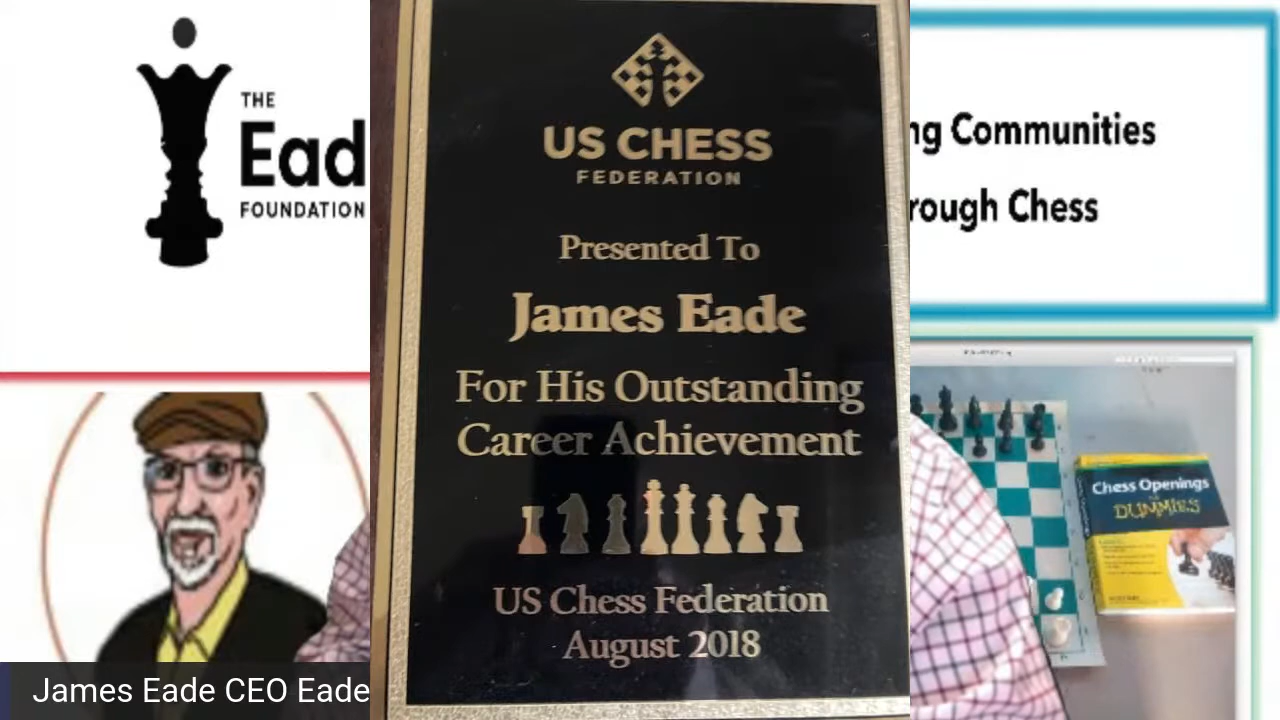 THE
Ead
FOUNDATION
US CHESS
FEDERATION
Presented To
James Eade
For His Outstanding
Career Achievement
US Chess Federation
August 2018
ng Communities
rough Chess
Chess Openings
DUMMIES
James Eade CEO Eade